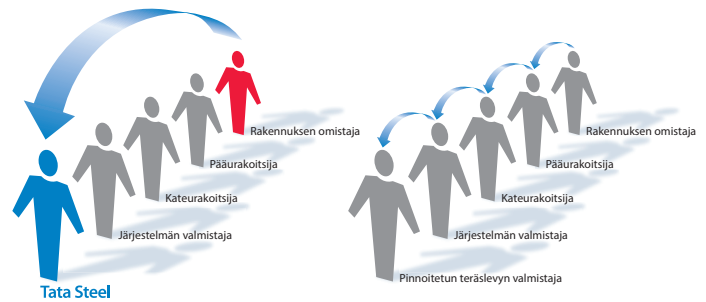 Rakennuksen omistaja
Pääurakoitsija
Kateurakoitsija
Järjestelmän valmistaja
Tata Steel
Rakennuksen omistaja
Pääurakoitsija
Kateurakoitsija
Järjestelmän valmistaja
Pinnoitetun teräslevyn valmistaja